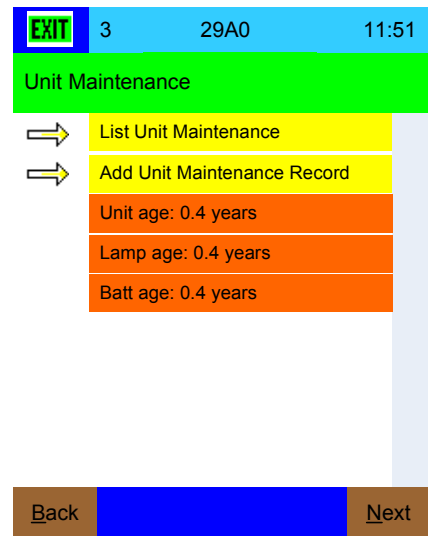 EXIT 3 29A0 11:51
Unit Maintenance
List Unit Maintenance
Add Unit Maintenance Record
Unit age: 0.4 years
Lamp age: 0.4 years
Batt age: 0.4 years
Back Next